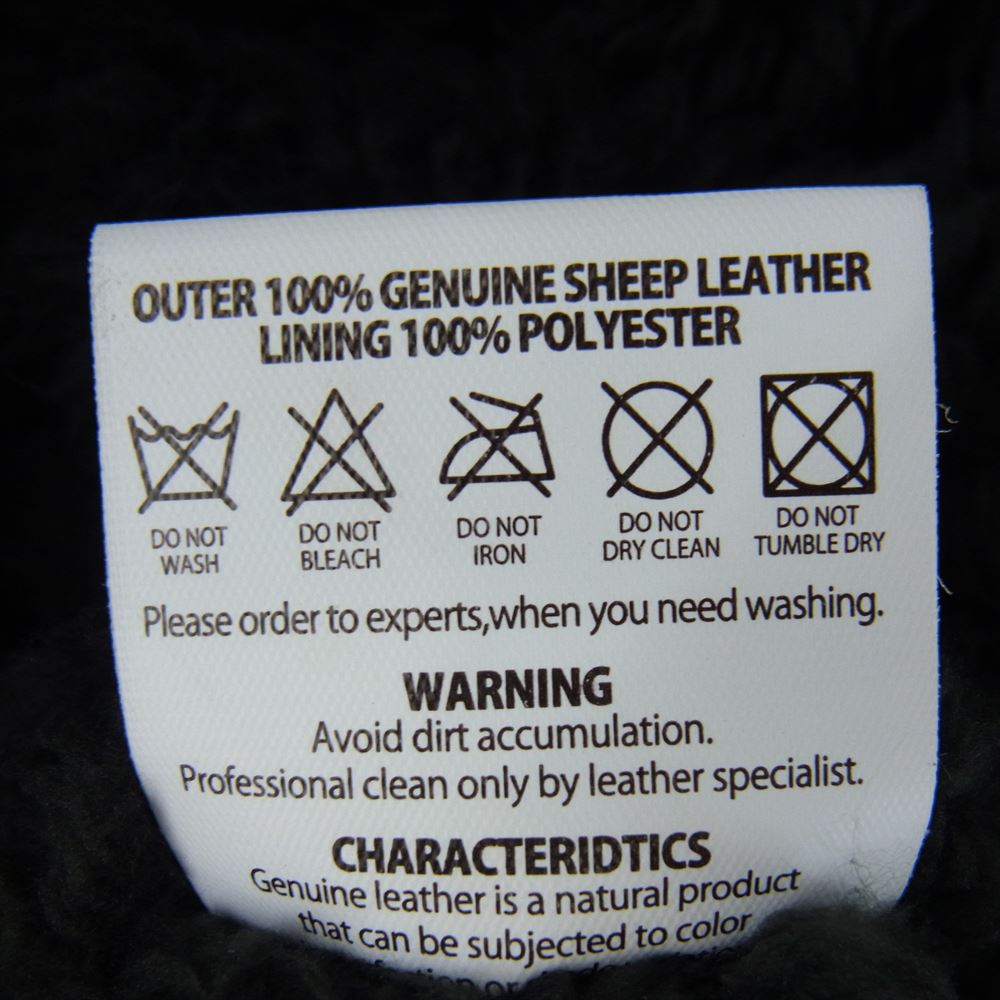 OUTER 100% GENUINE SHEEP LEATHER
LINING 100% POLYESTER
DO NOT WASH
DO NOT BLEACH
DO NOT IRON
DO NOT DRY CLEAN
DO NOT TUMBLE DRY
Please order to experts,when you need washing.
WARNING
Avoid dirt accumulation.
Professional clean only by leather specialist.
CHARACTERIDTICS
Genuine leather is a natural product
that can be subjected to color
or